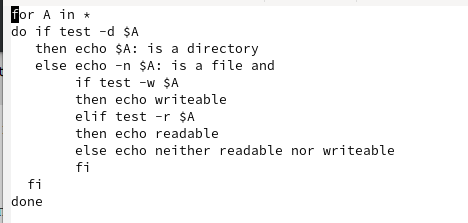 for A in *
do if test -d $A
   then echo $A: is a directory
   else echo -n $A: is a file and
        if test -w $A
        then echo writeable
        elif test -r $A
        then echo readable
        else echo neither readable nor writeable
        fi
  fi
done